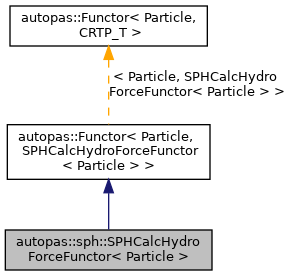 autopas::Functor< Particle,
CRTP_T >
< Particle, SPHCalcHydro
ForceFunctor< Particle > >
autopas::Functor< Particle,
SPHCalcHydroForceFunctor
< Particle > >
autopas::sph::SPHCalcHydro
ForceFunctor< Particle >